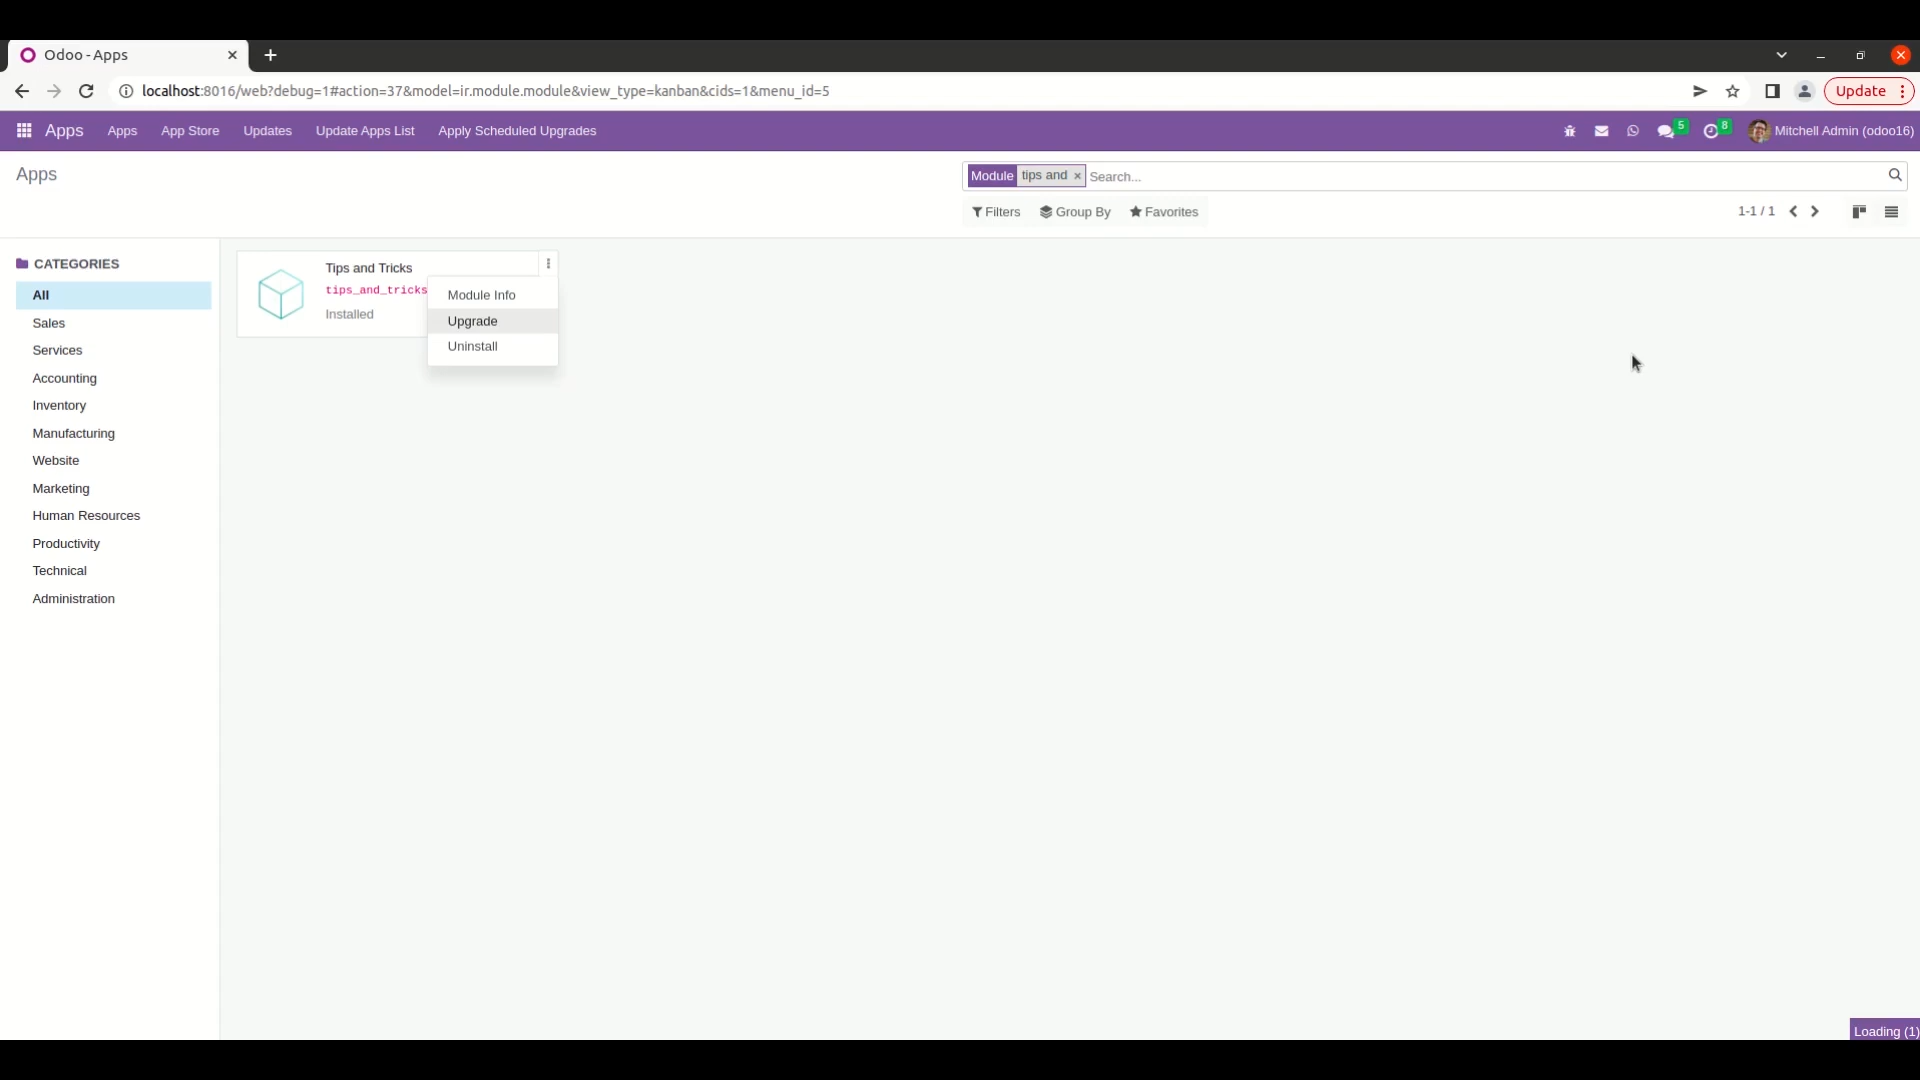 Odoo - Apps
localhost:8016/web?debug=1#action=37&model=ir.module.module&view_type=kanban&cids=1&menu_id=5
Update
Apps
Apps
App Store
Updates
Update Apps List
Apply Scheduled Upgrades
5
8
Mitchell Admin (odoo16)
Apps
Module tips and × Search...
Filters
Group By
Favorites
1-1 / 1
CATEGORIES
All
Sales
Services
Accounting
Inventory
Manufacturing
Website
Marketing
Human Resources
Productivity
Technical
Administration
Tips and Tricks
tips_and_tricks
Installed
Module Info
Upgrade
Uninstall
Loading (1)